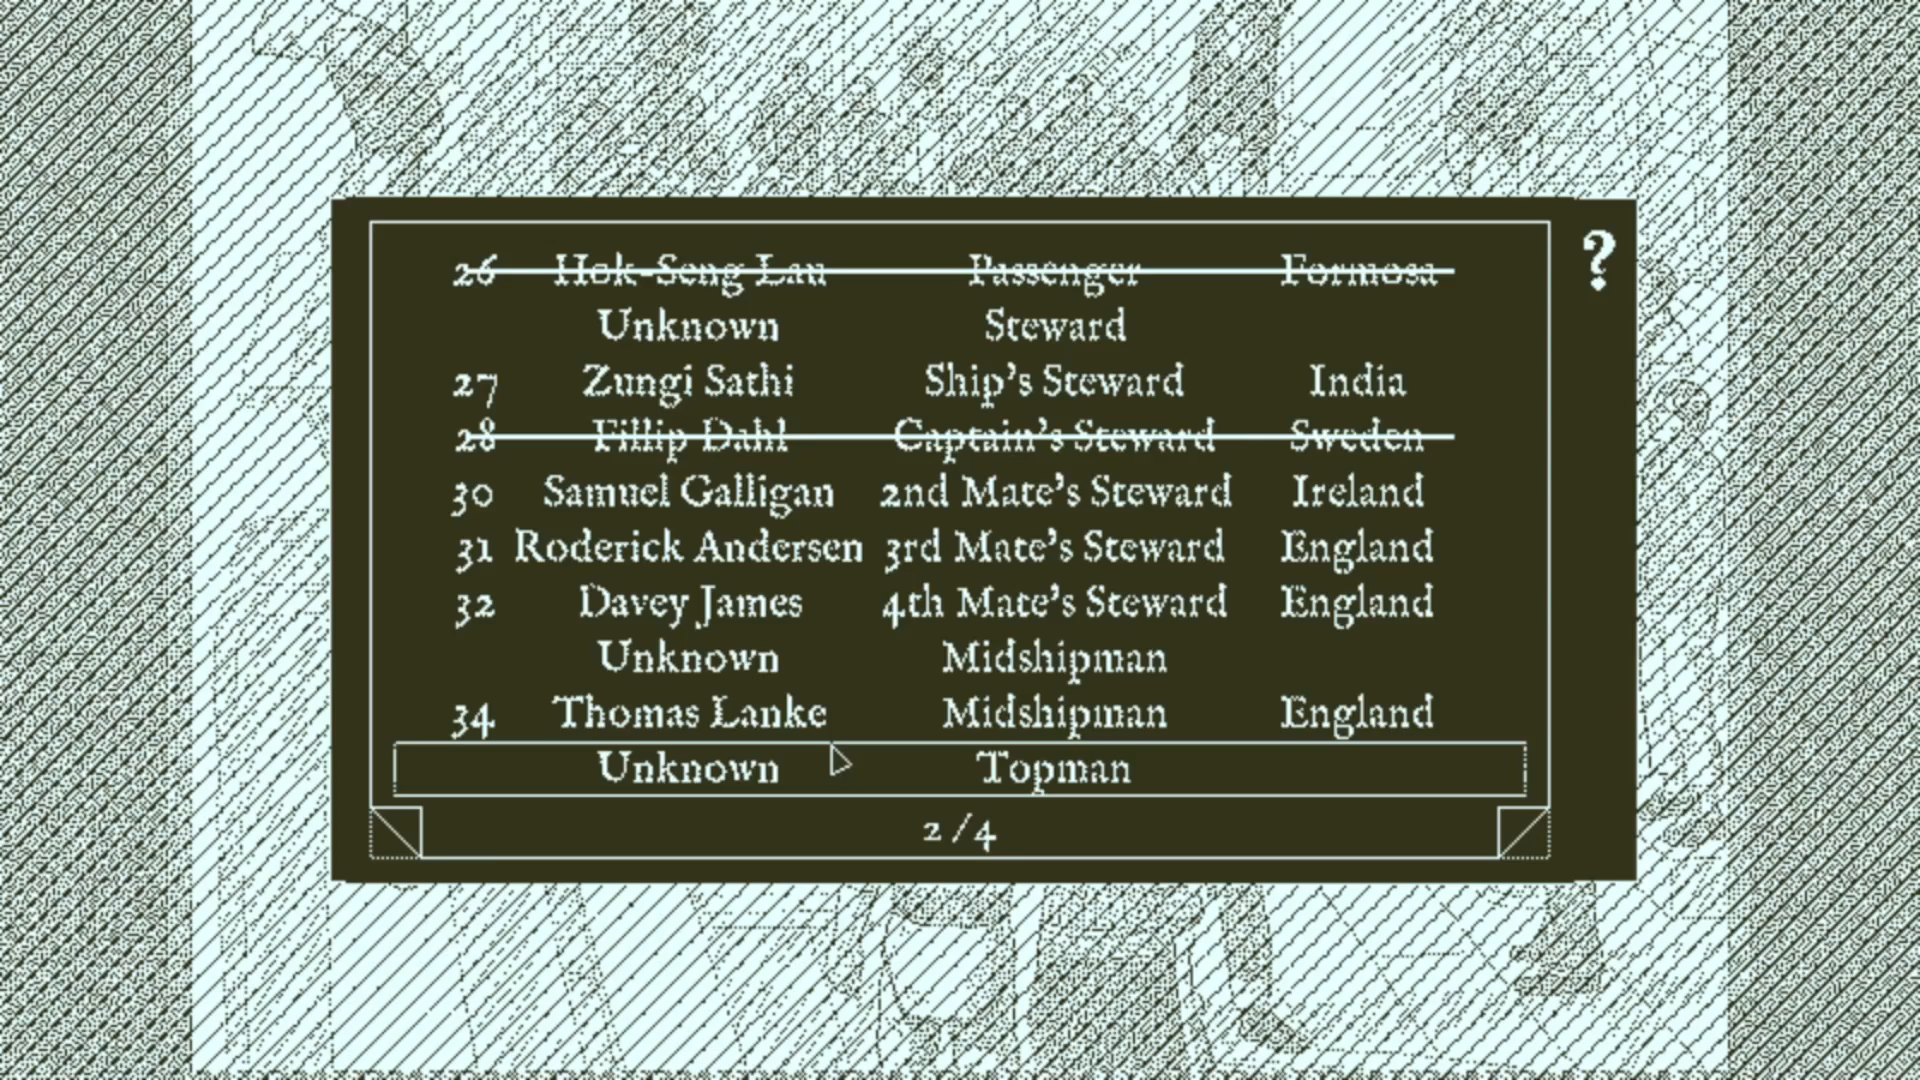 ?
26 Hok-Seng Lau Passenger Formosa
Unknown Steward
27 Zungi Sathi Ship's Steward India
28 Fillip Dahl Captain's Steward Sweden
30 Samuel Galligan 2nd Mate's Steward Ireland
31 Roderick Andersen 3rd Mate's Steward England
32 Davey James 4th Mate's Steward England
Unknown Midshipman
34 Thomas Lanke Midshipman England
Unknown Topman
2/4